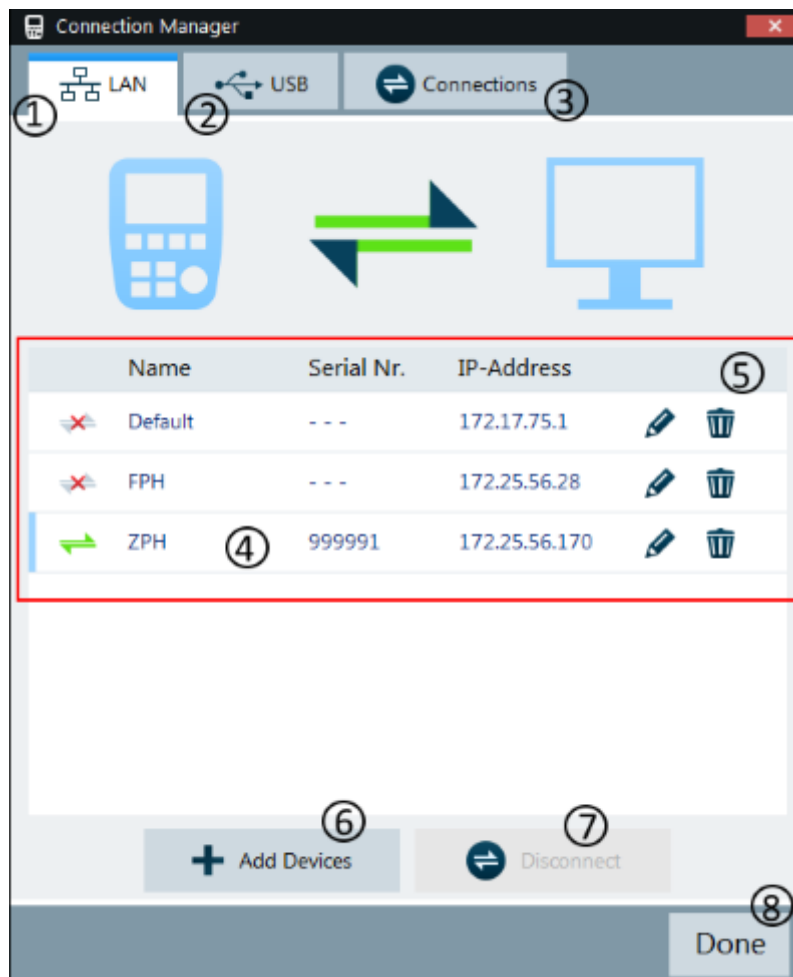 Connection Manager
LAN USB Connections
① ② ③
Name Serial Nr. IP-Address ⑤
Default - - - 172.17.75.1
FPH - - - 172.25.56.28
ZPH ④ 999991 172.25.56.170
⑥ ⑦
Add Devices Disconnect
⑧
Done